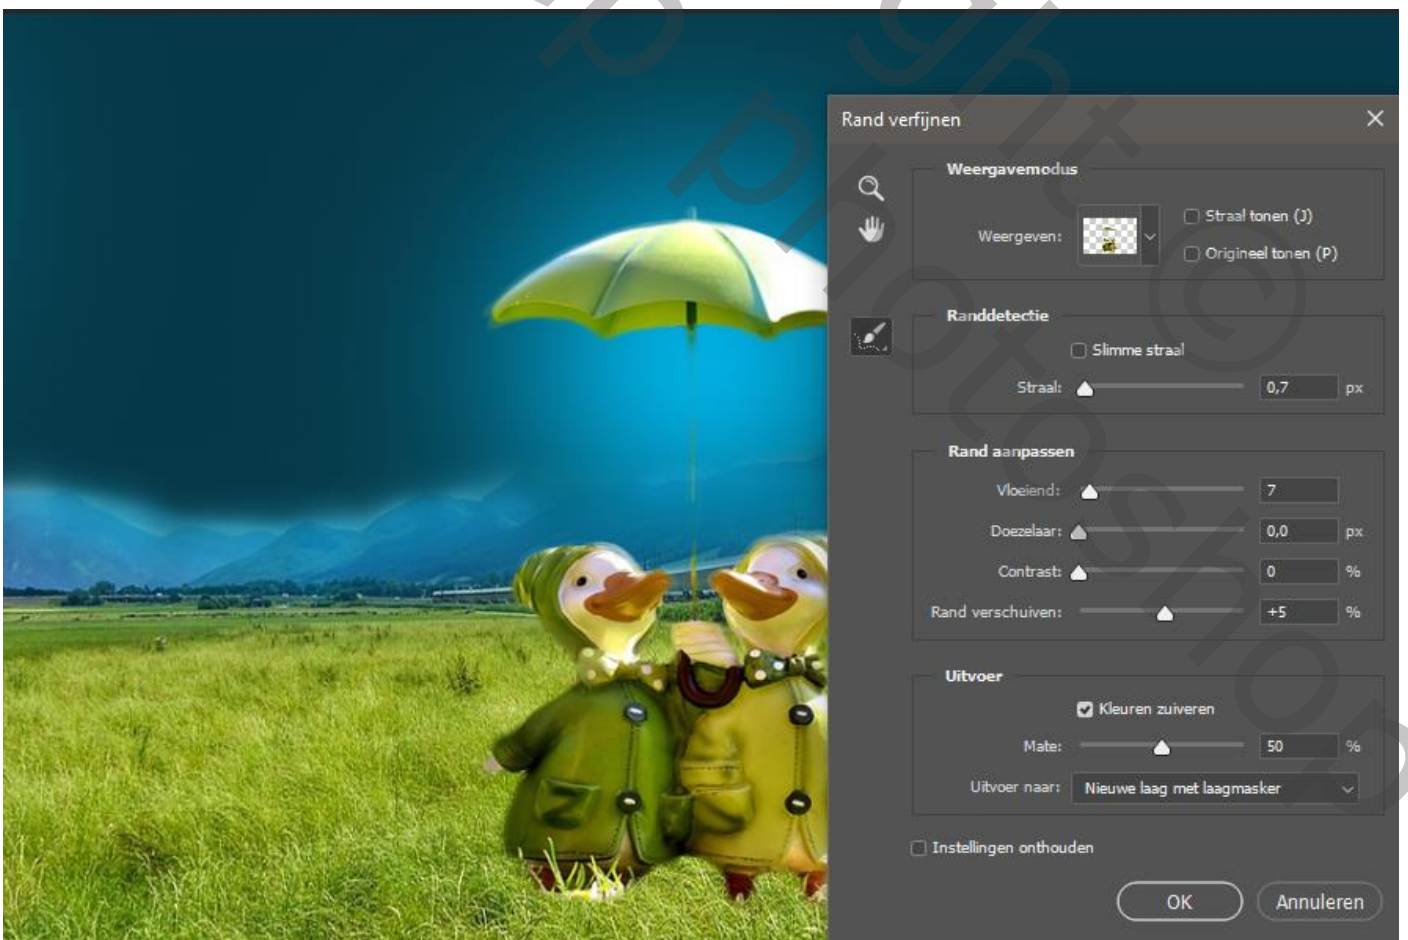 Rand verfijnen
Weergavemodus
Weergeven:
Straal tonen (J)
Origineel tonen (P)
Randdetectie
Slimme straal
Straal: 0,7 px
Rand aanpassen
Vloeiend: 7
Doezelaar: 0,0 px
Contrast: 0 %
Rand verschuiven: +5 %
Uitvoer
Kleuren zuiveren
Mate: 50 %
Uitvoer naar: Nieuwe laag met laagmasker
Instellingen onthouden
OK Annuleren
©
photoshop